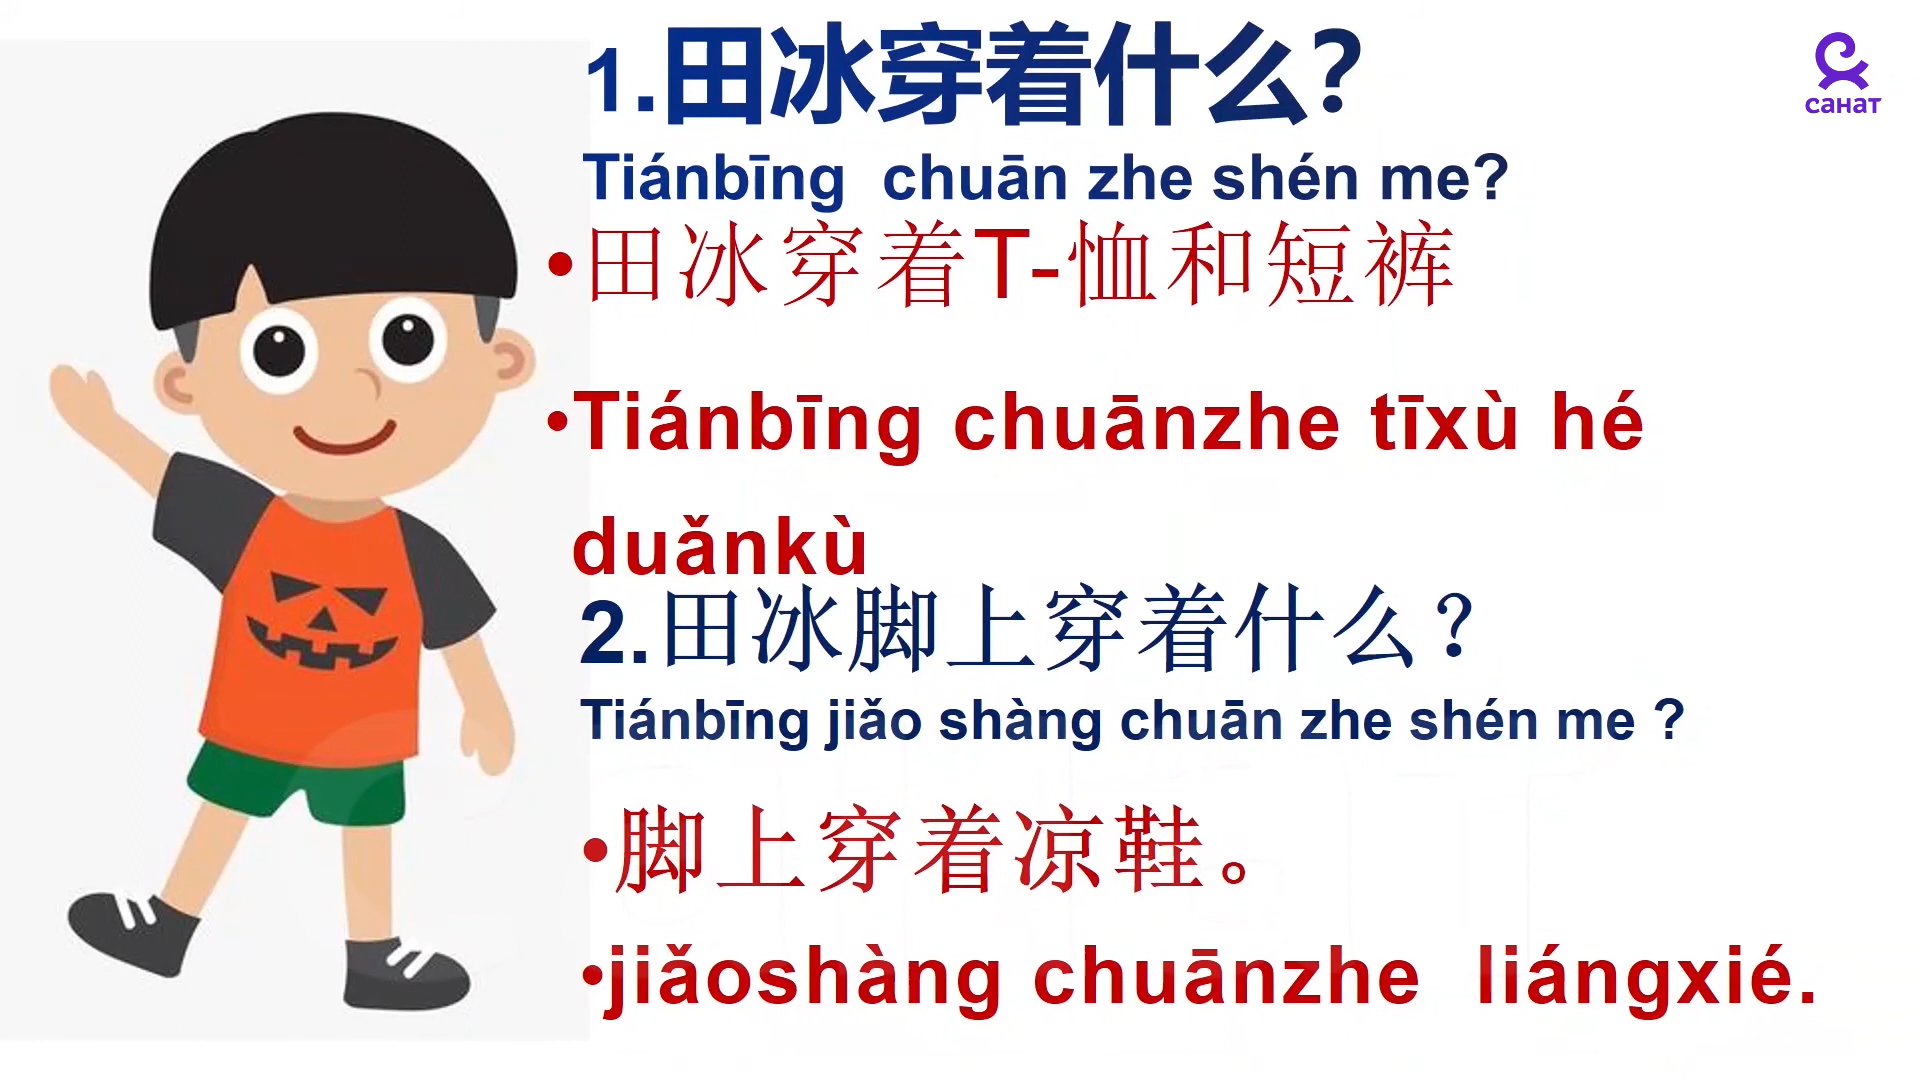 1.田冰穿着什么?
санат
Tiánbīng chuān zhe shén me?
•田冰穿着T-恤和短裤
•Tiánbīng chuānzhe tīxù hé
duǎnkù
2.田冰脚上穿着什么？
Tiánbīng jiǎo shàng chuān zhe shén me ?
•脚上穿着凉鞋。
•jiǎoshàng chuānzhe liángxié.